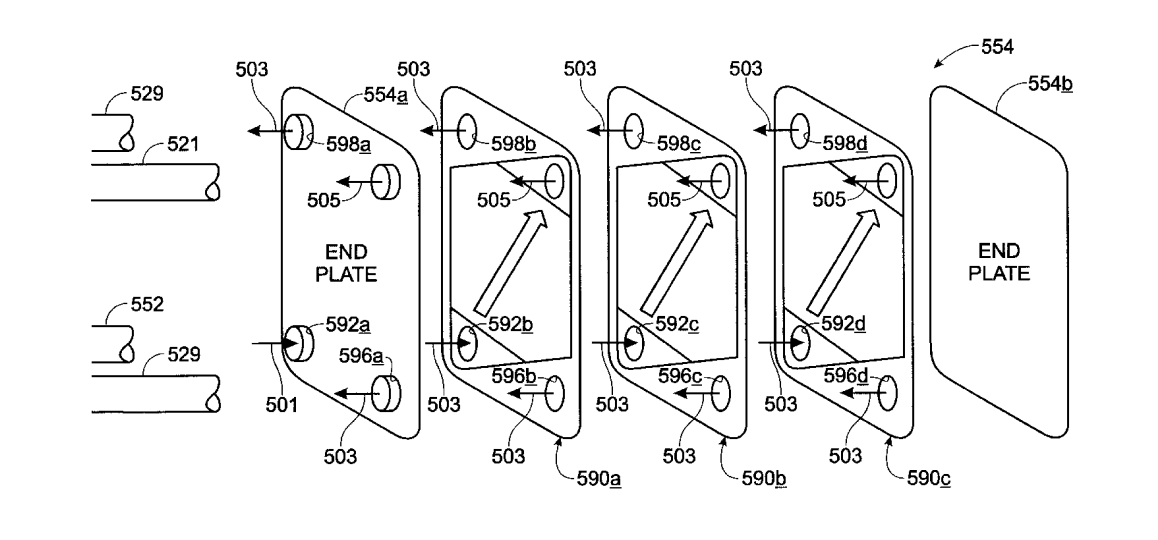 503 503 503 503 554
529 554a 554b
521 598a 598b 598c 598d
505 505 505 505
END PLATE
END PLATE
552
529
592a 592b 592c 592d
596a 596b 596c 596d
501 503 503 503
503 503 503 503
590a 590b 590c